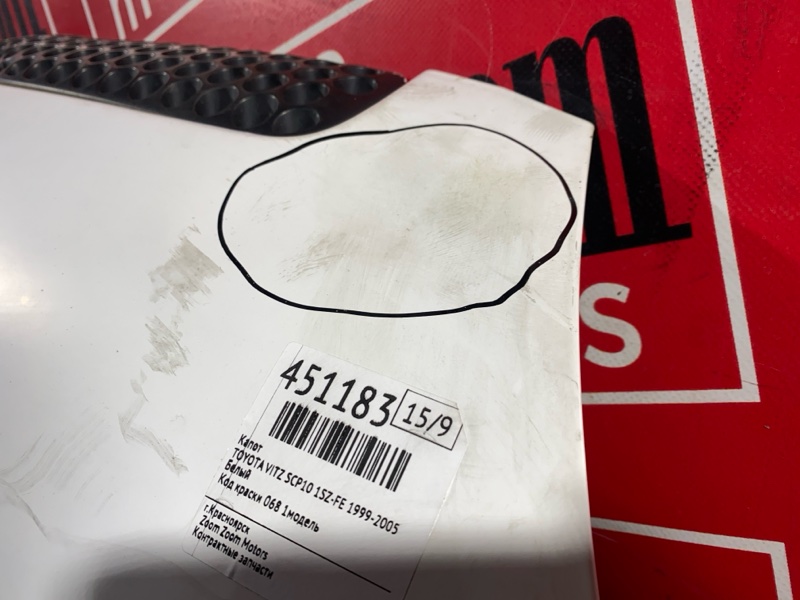 om
S
451183 15/9
Капот
TOYOTA VITZ SCP10 1SZ-FE 1999-2005
Белый
Код краски 068 1модель
г.Красноярск
Zoom Zoom Motors
Контрактные запчасти